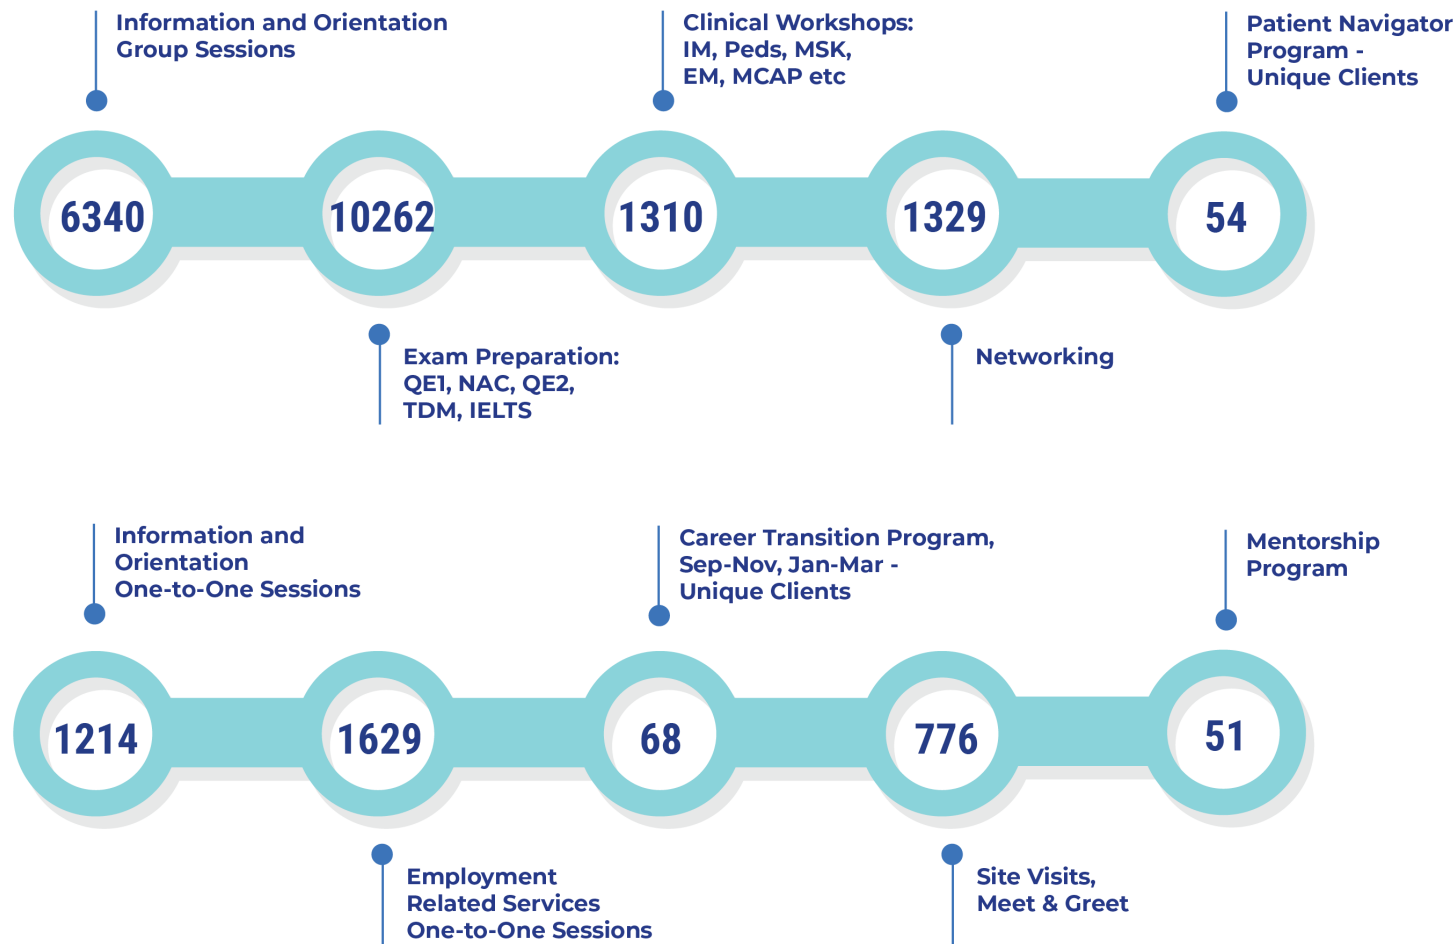 Information and Orientation
Group Sessions
Clinical Workshops:
IM, Peds, MSK,
EM, MCAP etc
Patient Navigator
Program -
Unique Clients
6340
10262
1310
1329
54
Exam Preparation:
QE1, NAC, QE2,
TDM, IELTS
Networking
Information and
Orientation
One-to-One Sessions
Career Transition Program,
Sep-Nov, Jan-Mar -
Unique Clients
Mentorship
Program
1214
1629
68
776
51
Employment
Related Services
One-to-One Sessions
Site Visits,
Meet & Greet